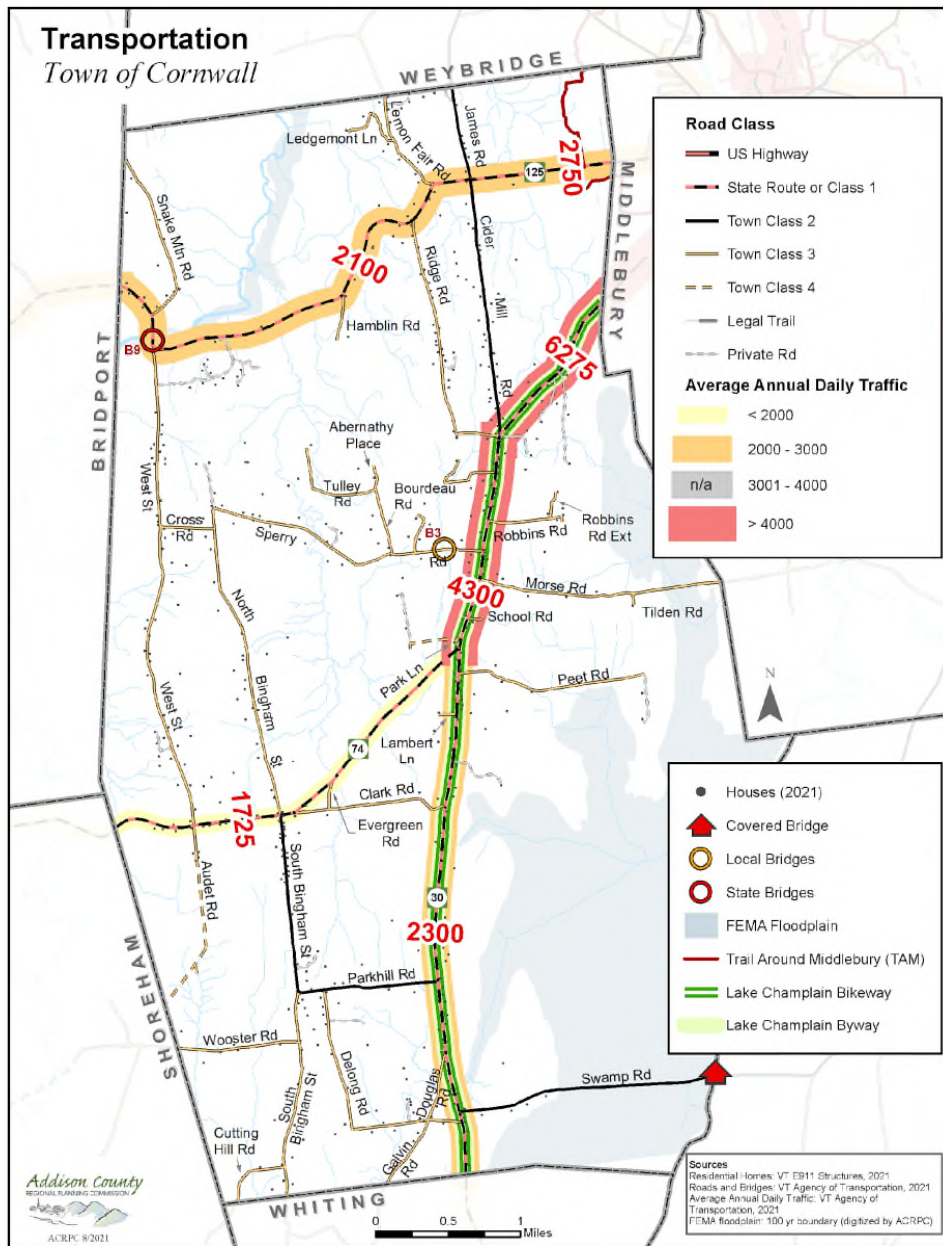 Transportation
Town of Cornwall
WEYBRIDGE
MIDDLEBURY
BRIDPORT
SHOREHAM
WHITING
Ledgemont Ln
Lemon Fair Rd
James Rd
2750
125
Snake Mtn Rd
Cider
Mill
Rd
Ridge Rd
2100
Hamblin Rd
B9
6275
Abernathy
Place
Tulley
Rd
Bourdeau
Rd
West St
Cross
Rd
Sperry
Rd
B3
Robbins Rd
Robbins
Rd Ext
North
Bingham
St
4300
Morse Rd
Tilden Rd
School Rd
Park Ln
Peet Rd
N
West St
74
Lambert
Ln
Clark Rd
Evergreen
Rd
1725
Audet Rd
South Bingham St
30
2300
Parkhill Rd
Wooster Rd
Delong Rd
Douglas
Rd
Swamp Rd
South
Bingham St
Cutting
Hill Rd
Galvin
Rd
Road Class
US Highway
State Route or Class 1
Town Class 2
Town Class 3
Town Class 4
Legal Trail
Private Rd
Average Annual Daily Traffic
< 2000
2000 - 3000
n/a 3001 - 4000
> 4000
Houses (2021)
Covered Bridge
Local Bridges
State Bridges
FEMA Floodplain
Trail Around Middlebury (TAM)
Lake Champlain Bikeway
Lake Champlain Byway
Addison County
REGIONAL PLANNING COMMISSION
ACRPC 8/2021
0 0.5 1
Miles
Sources
Residential Homes: VT E911 Structures, 2021
Roads and Bridges: VT Agency of Transportation, 2021
Average Annual Daily Traffic: VT Agency of
Transportation, 2021
FEMA floodplain: 100 yr boundary (digitized by ACRPC)